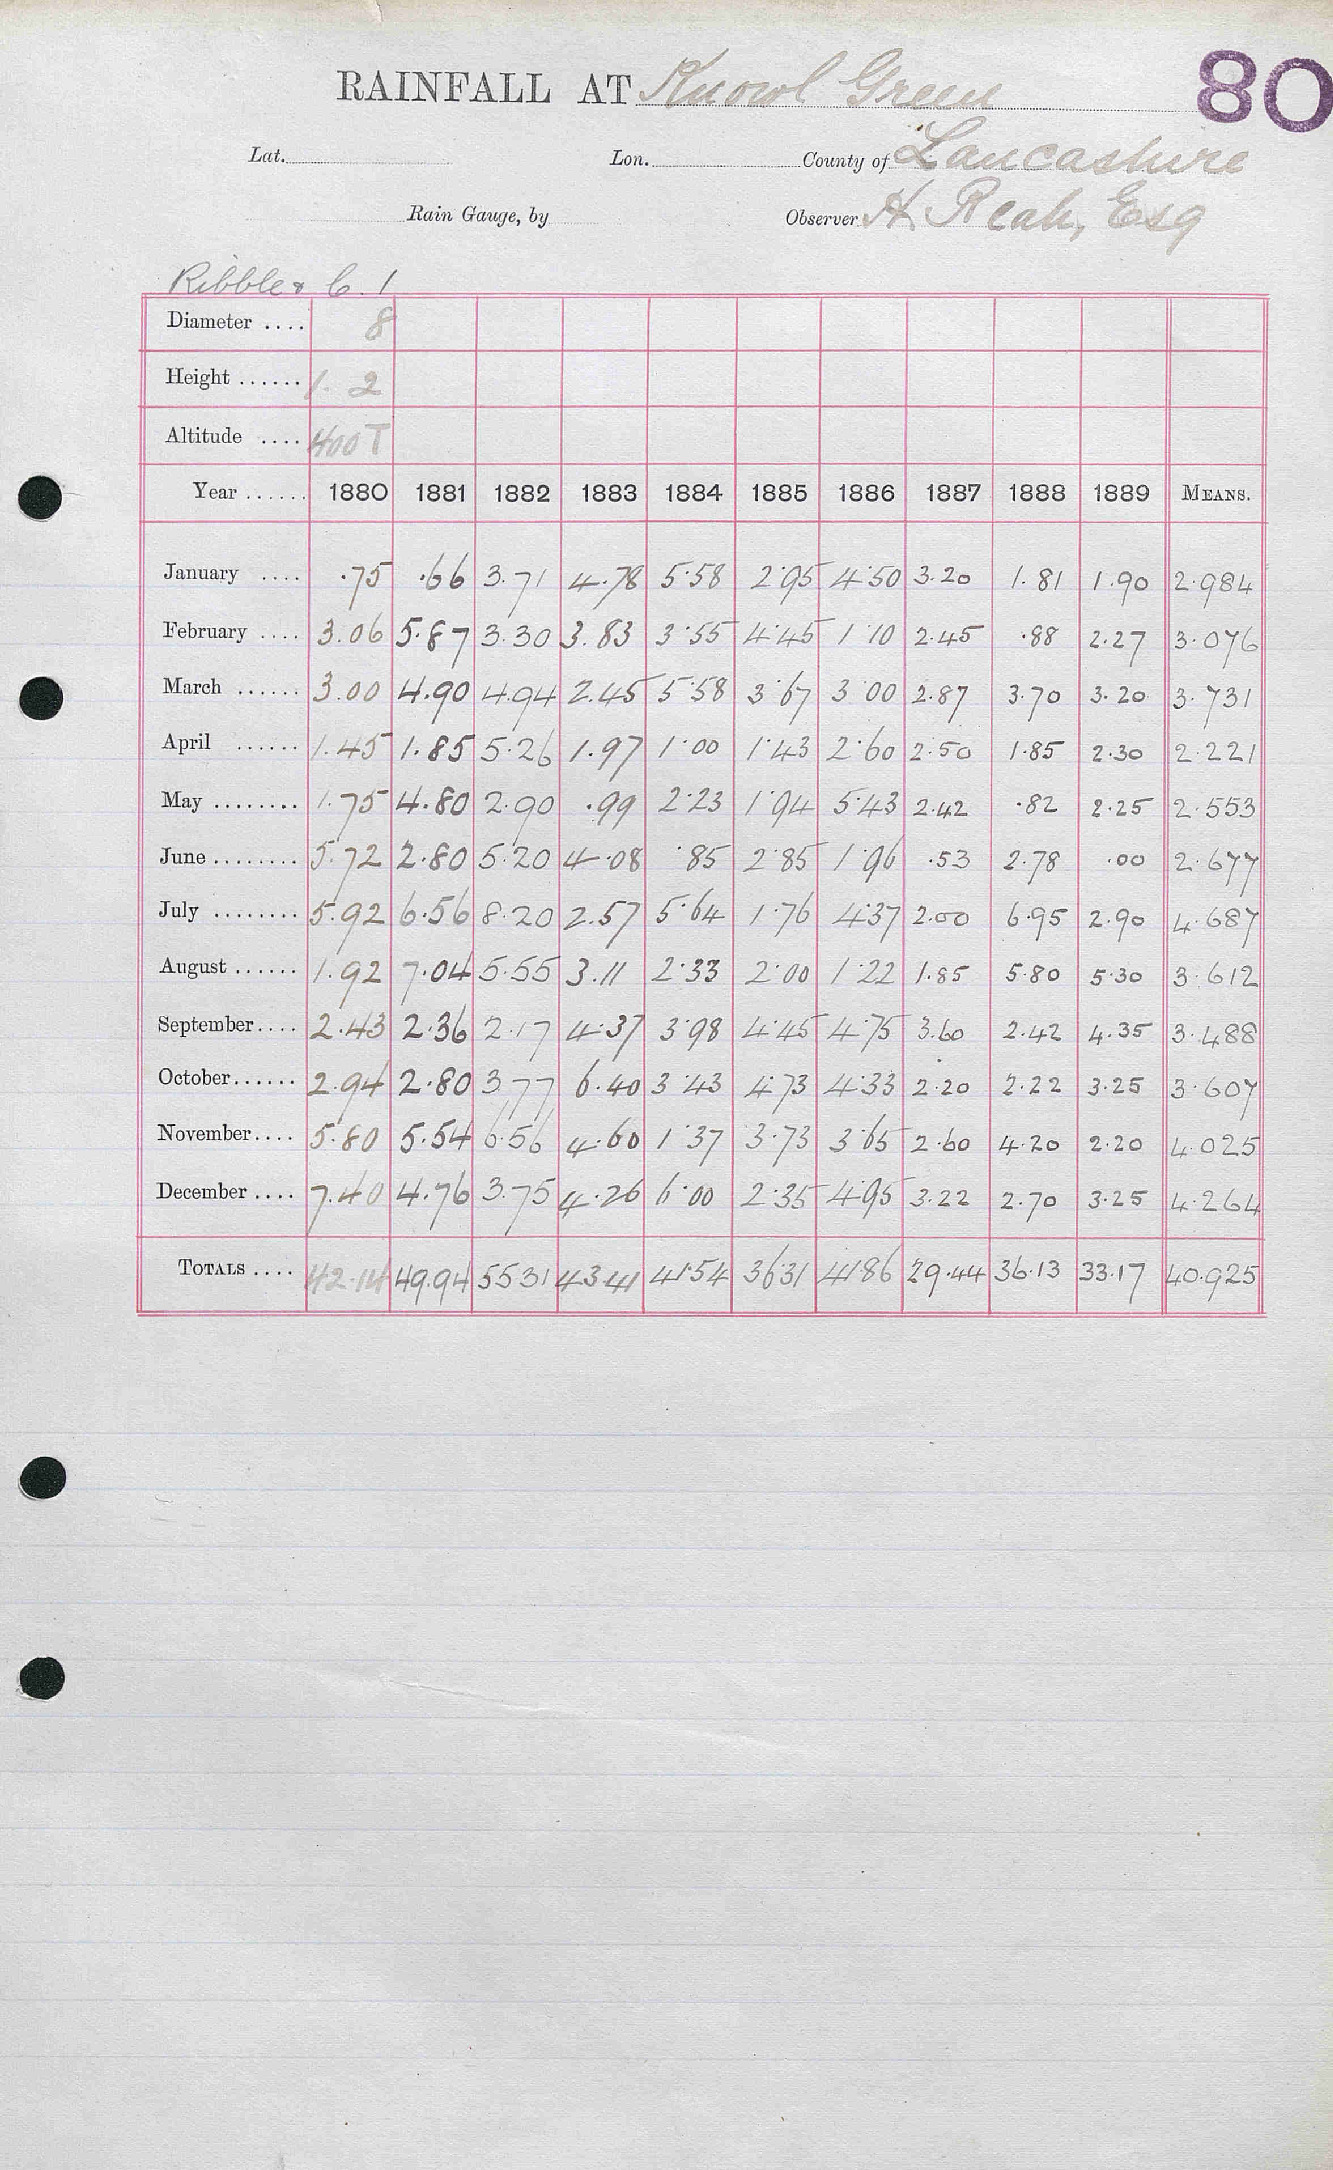 RAINFALL AT Knowl Green 80
Lat. Lon. County of Lancashire
Rain Gauge, by Observer H. Reah, Esq
Ribble & C. 1
Diameter .... 8
Height ...... 1. 2
Altitude .... 400 T
Year ...... 1880 1881 1882 1883 1884 1885 1886 1887 1888 1889 MEANS.
January .... .75 .66 3.71 4.78 5.58 2.95 4.50 3.20 1.81 1.90 2.984
February .... 3.06 5.87 3.30 3.83 3.55 4.45 1.10 2.45 .88 2.27 3.076
March ...... 3.00 4.90 4.94 2.45 5.58 3.67 3.00 2.87 3.70 3.20 3.731
April ...... 1.45 1.85 5.26 1.97 1.00 1.43 2.60 2.50 1.85 2.30 2.221
May ........ 1.75 4.80 2.90 .99 2.23 1.94 5.43 2.42 .82 2.25 2.553
June ........ 5.72 2.80 5.20 4.08 .85 2.85 1.96 .53 2.78 .00 2.677
July ........ 5.92 6.56 8.20 2.57 5.64 1.76 4.37 2.00 6.95 2.90 4.687
August ...... 1.92 7.04 5.55 3.11 2.33 2.00 1.22 1.85 5.80 5.30 3.612
September.... 2.43 2.36 2.17 4.37 3.98 4.45 4.75 3.60 2.42 4.35 3.488
October...... 2.94 2.80 3.77 6.40 3.43 4.73 4.33 2.20 2.22 3.25 3.607
November.... 5.80 5.54 6.56 4.60 1.37 3.73 3.65 2.60 4.20 2.20 4.025
December .... 7.40 4.76 3.75 4.26 6.00 2.35 4.95 3.22 2.70 3.25 4.264
TOTALS .... 42.14 49.94 55.31 43.41 41.54 36.31 41.86 29.44 36.13 33.17 40.925